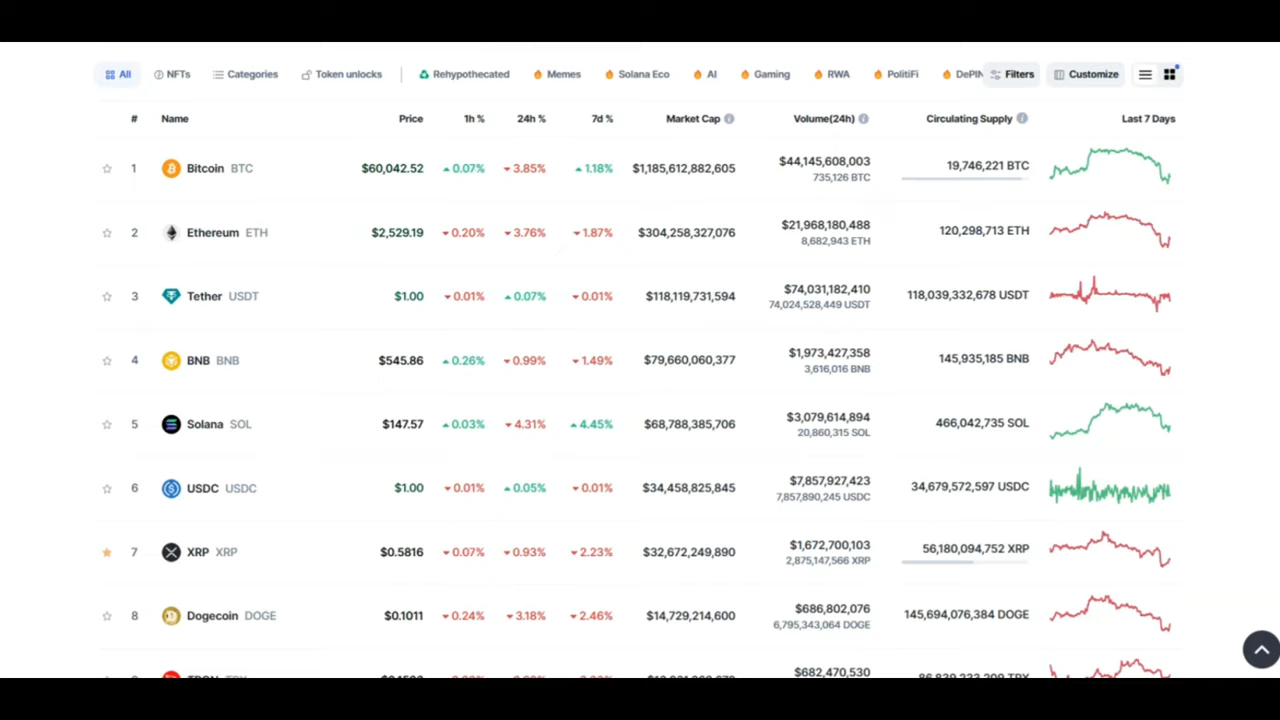 All NFTs Categories Token unlocks Rehypothecated Memes Solana Eco AI Gaming RWA PolitiFi DePIN Filters Customize
# Name Price 1h % 24h % 7d % Market Cap Volume(24h) Circulating Supply Last 7 Days
1 Bitcoin BTC $60,042.52 0.07% 3.85% 1.18% $1,185,612,882,605 $44,145,608,003 19,746,221 BTC
735,126 BTC
2 Ethereum ETH $2,529.19 0.20% 3.76% 1.87% $304,258,327,076 $21,968,180,488 120,298,713 ETH
8,682,943 ETH
3 Tether USDT $1.00 0.01% 0.07% 0.01% $118,119,731,594 $74,031,182,410 118,039,332,678 USDT
74,024,528,449 USDT
4 BNB BNB $545.86 0.26% 0.99% 1.49% $79,660,060,377 $1,973,427,358 145,935,185 BNB
3,616,016 BNB
5 Solana SOL $147.57 0.03% 4.31% 4.45% $68,788,385,706 $3,079,614,894 466,042,735 SOL
20,860,315 SOL
6 USDC USDC $1.00 0.01% 0.05% 0.01% $34,458,825,845 $7,857,927,423 34,679,572,597 USDC
7,857,890,245 USDC
7 XRP XRP $0.5816 0.07% 0.93% 2.23% $32,672,249,890 $1,672,700,103 56,180,094,752 XRP
2,875,147,566 XRP
8 Dogecoin DOGE $0.1011 0.24% 3.18% 2.46% $14,729,214,600 $686,802,076 145,694,076,384 DOGE
6,795,343,064 DOGE
$682,470,530